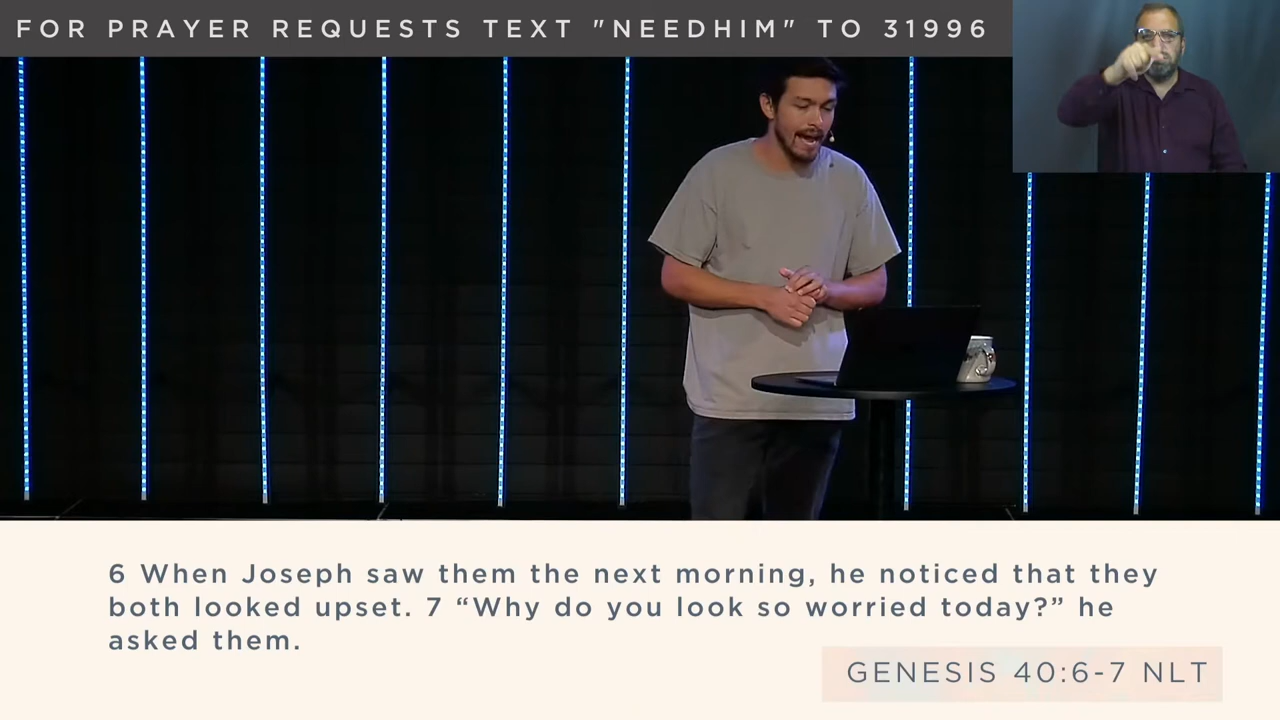 FOR PRAYER REQUESTS TEXT "NEEDHIM" TO 31996
6 When Joseph saw them the next morning, he noticed that they
both looked upset. 7 “Why do you look so worried today?” he
asked them.
GENESIS 40:6-7 NLT